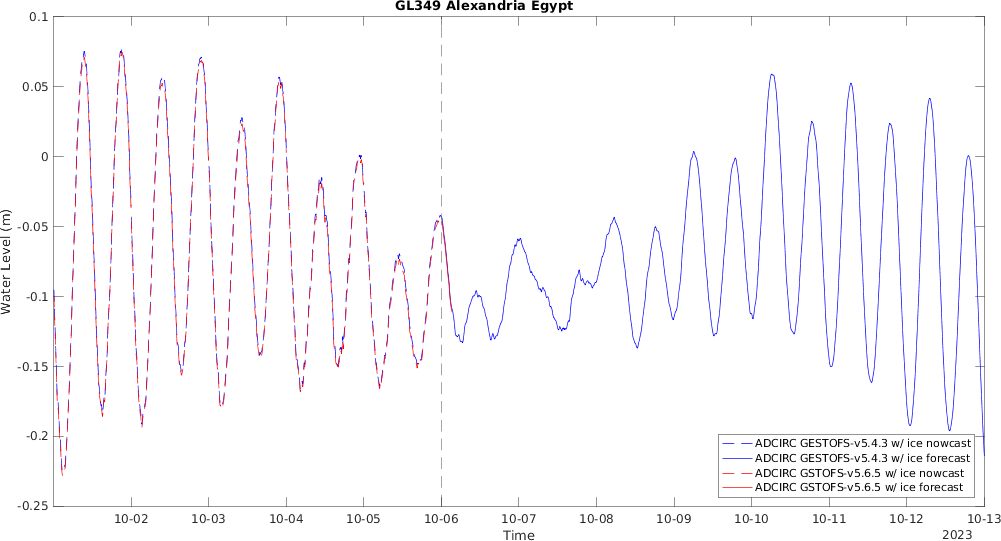 GL349 Alexandria Egypt
0.1
0.05
0
-0.05
-0.1
-0.15
-0.2
-0.25
Water Level (m)
10-02 10-03 10-04 10-05 10-06 10-07 10-08 10-09 10-10 10-11 10-12 10-13
Time
2023
ADCIRC GESTOFS-v5.4.3 w/ ice nowcast
ADCIRC GESTOFS-v5.4.3 w/ ice forecast
ADCIRC GSTOFS-v5.6.5 w/ ice nowcast
ADCIRC GSTOFS-v5.6.5 w/ ice forecast